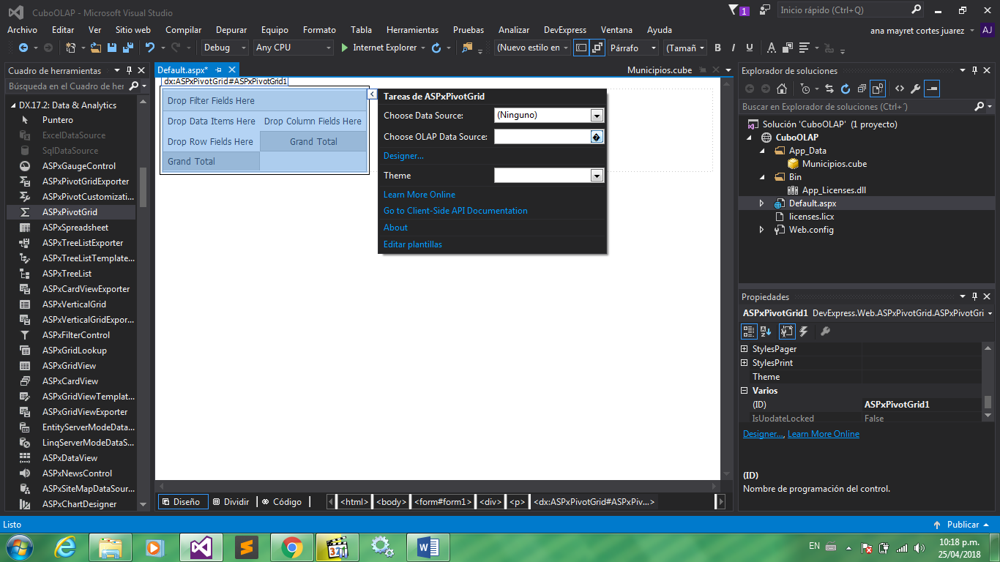 CuboOLAP - Microsoft Visual Studio
1
Inicio rápido (Ctrl+Q)
Archivo Editar Ver Sitio web Compilar Depurar Equipo Formato Tabla Herramientas Pruebas Analizar DevExpress Ventana Ayuda
ana mayret cortes juarez AJ
Debug Any CPU Internet Explorer (Nuevo estilo en Párrafo (Tamañ B I U A
Cuadro de herramientas
Búsqueda en el Cuadro de her
DX.17.2: Data & Analytics
Puntero
ExcelDataSource
SqlDataSource
ASPxGaugeControl
ASPxPivotGridExporter
ASPxPivotCustomizati...
ASPxPivotGrid
ASPxSpreadsheet
ASPxTreeListExporter
ASPxTreeListTemplate...
ASPxTreeList
ASPxCardViewExporter
ASPxVerticalGrid
ASPxVerticalGridExpor...
ASPxFilterControl
ASPxGridLookup
ASPxGridView
ASPxCardView
ASPxGridViewTemplat...
ASPxGridViewExporter
EntityServerModeData...
LinqServerModeDataS...
ASPxDataView
ASPxNewsControl
ASPxSiteMapDataSour...
ASPxChartDesigner
Default.aspx*
Municipios.cube
dx:ASPxPivotGrid#ASPxPivotGrid1
Drop Filter Fields Here
Drop Data Items Here Drop Column Fields Here
Drop Row Fields Here Grand Total
Grand Total
Tareas de ASPxPivotGrid
Choose Data Source: (Ninguno)
Choose OLAP Data Source:
Designer...
Theme
Learn More Online
Go to Client-Side API Documentation
About
Editar plantillas
Diseño Dividir Código
<html> <body> <form#form1> <div> <p> <dx:ASPxPivotGrid#ASPxPiv...>
Explorador de soluciones
Buscar en Explorador de soluciones (Ctrl+´)
Solución 'CuboOLAP' (1 proyecto)
CuboOLAP
App_Data
Municipios.cube
Bin
App_Licenses.dll
Default.aspx
licenses.licx
Web.config
Propiedades
ASPxPivotGrid1 DevExpress.Web.ASPxPivotGrid.ASPxPivotGri
StylesPager
StylesPrint
Theme
Varios
(ID) ASPxPivotGrid1
IsUpdateLocked False
Designer..., Learn More Online
(ID)
Nombre de programación del control.
Listo
Publicar
321
EN
10:18 p.m.
25/04/2018